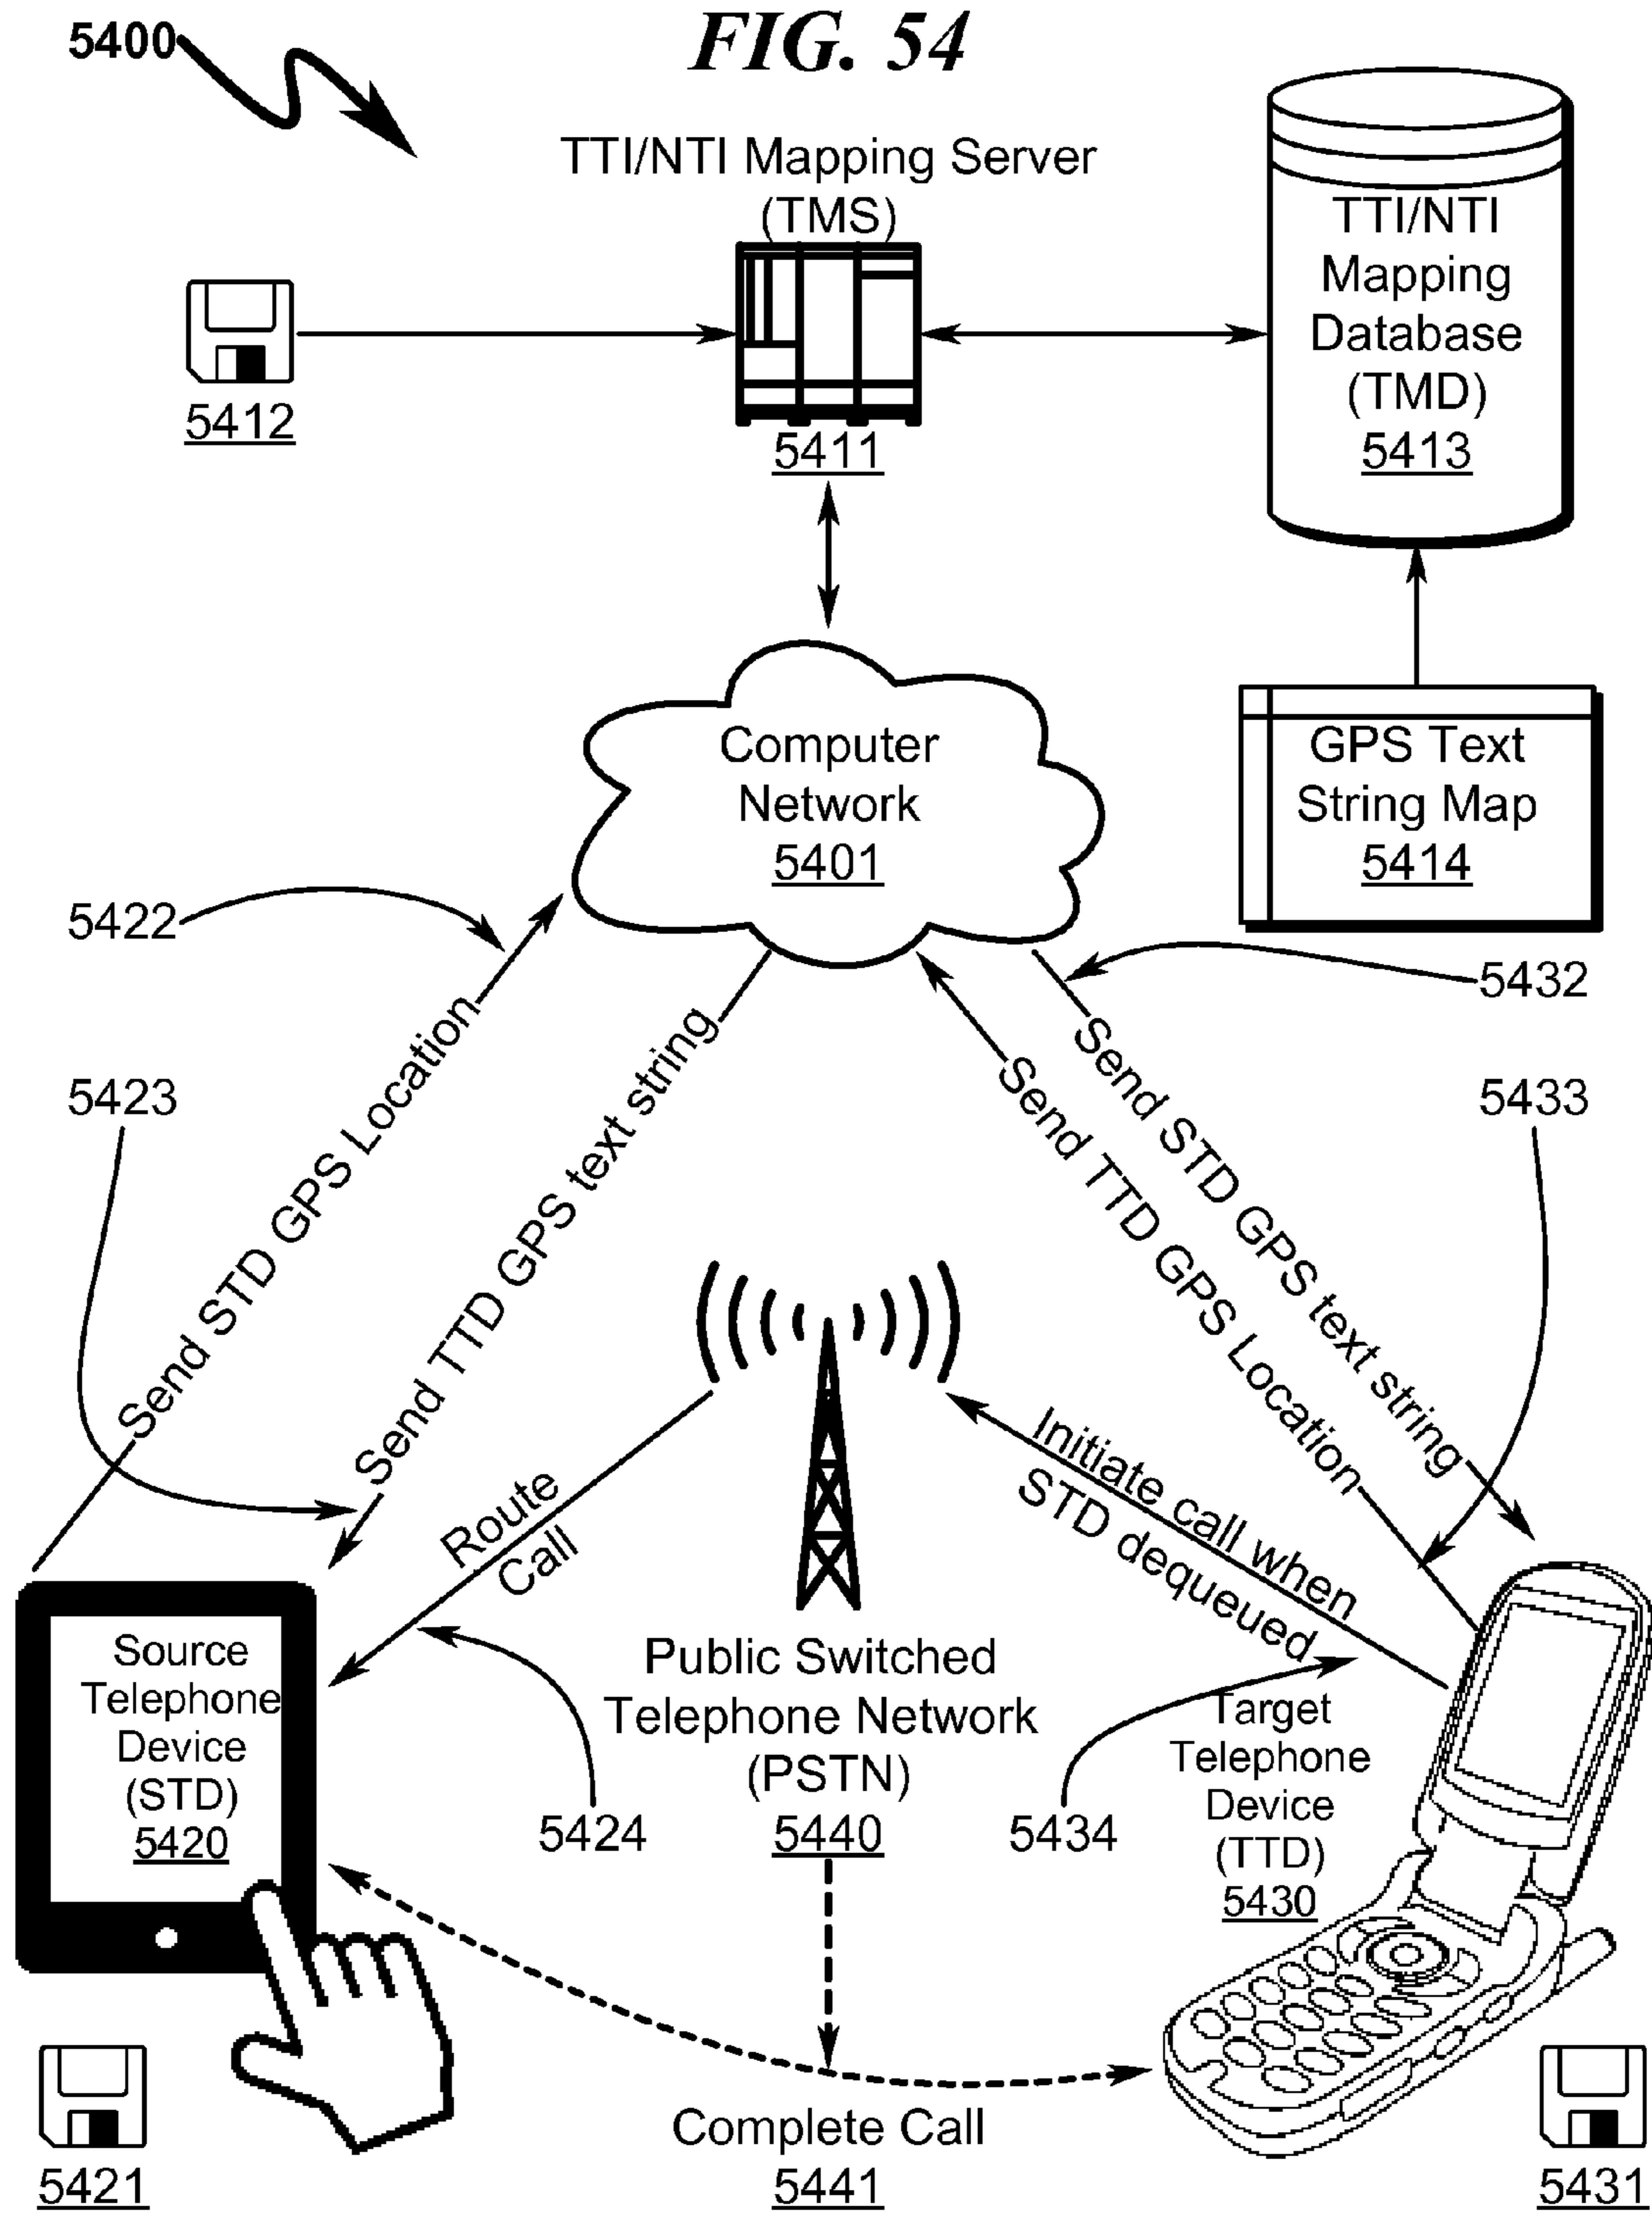 FIG. 54
5400
TTI/NTI Mapping Server
(TMS)
5411
5412
TTI/NTI
Mapping
Database
(TMD)
5413
Computer
Network
5401
GPS Text
String Map
5414
5422
5432
5423
5433
Send STD GPS Location
Send TTD GPS text string
Send TTD GPS Location
Send STD GPS text string
Route
Call
Initiate call when
STD dequeued
Source
Telephone
Device
(STD)
5420
Public Switched
Telephone Network
(PSTN)
5440
5424
5434
Target
Telephone
Device
(TTD)
5430
Complete Call
5441
5421
5431